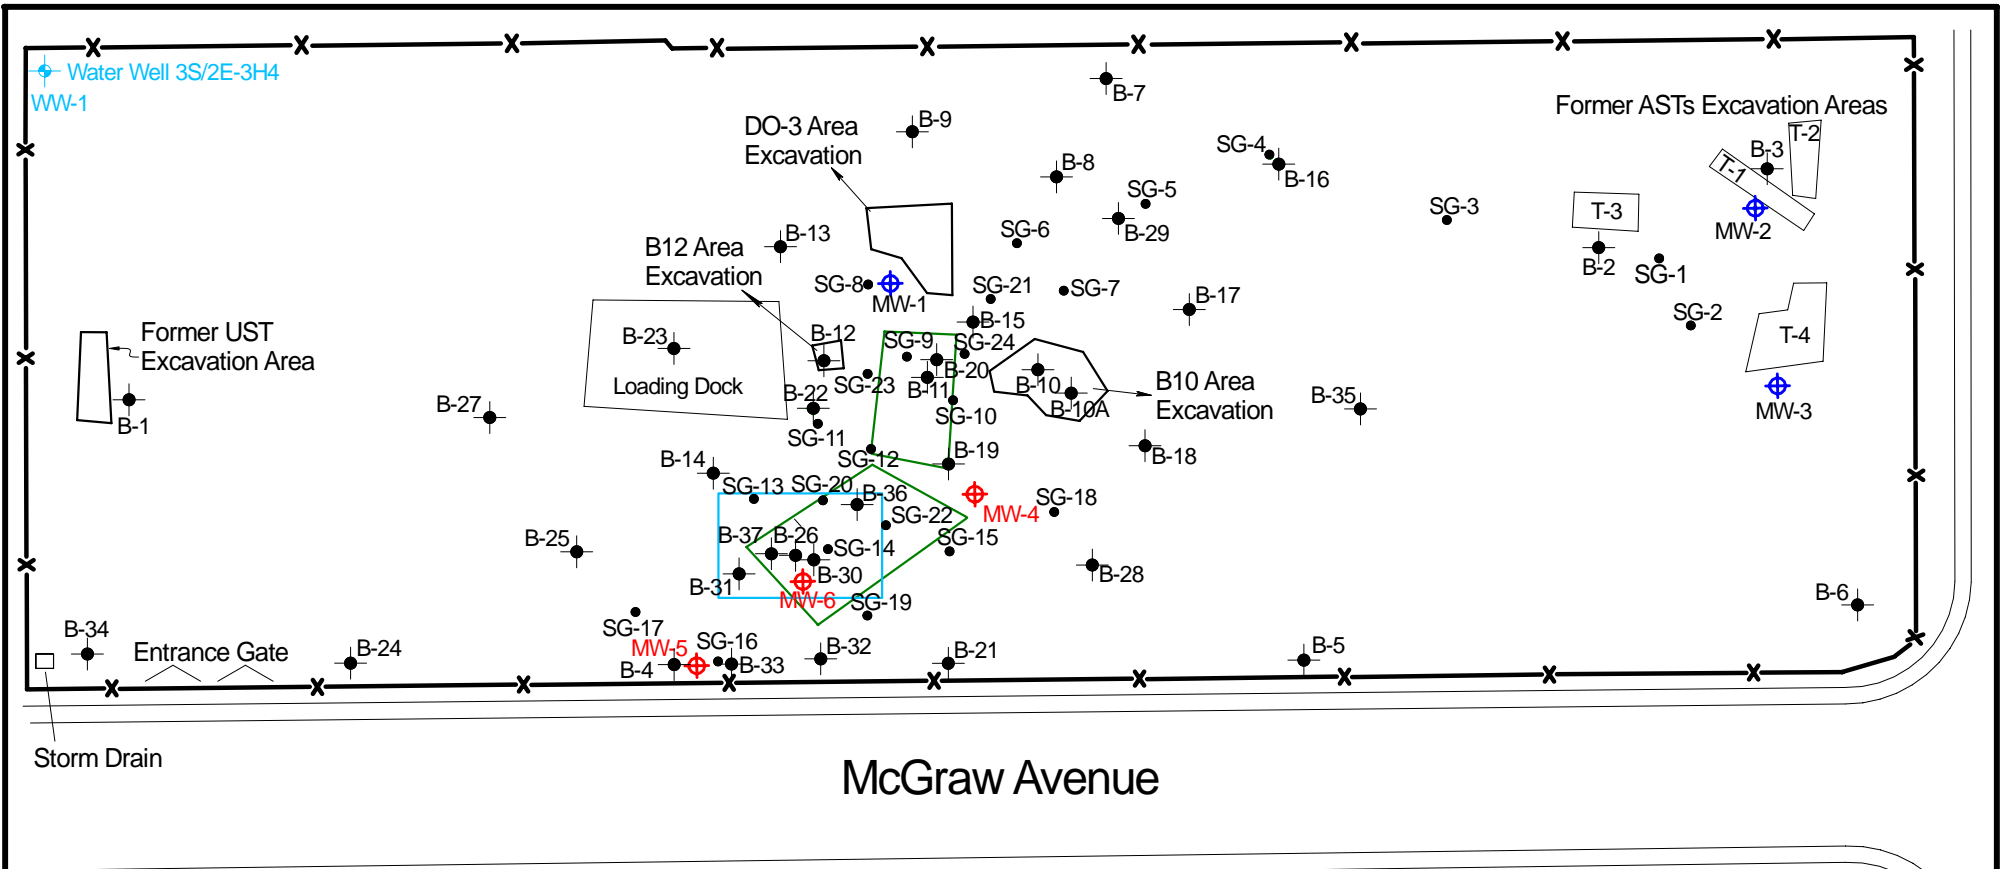 Water Well 3S/2E-3H4
WW-1
B-7
Former ASTs Excavation Areas
DO-3 Area
Excavation
B-9
T-2
SG-4
B-3
B-8
B-16
T-1
SG-5
SG-3
T-3
B-13
SG-6
B-29
MW-2
B12 Area
Excavation
B-2
SG-1
SG-8
MW-1
SG-21
SG-7
B-17
B-15
SG-2
Former UST
Excavation Area
B-23
B-12
SG-9
SG-24
T-4
B-20
Loading Dock
SG-23
B-11
B-10
B10 Area
Excavation
B-22
B-10A
B-35
MW-3
B-27
SG-10
B-1
SG-11
SG-12
B-19
B-18
B-14
SG-13
SG-20
B-36
SG-18
MW-4
SG-22
B-37
B-26
SG-14
SG-15
B-25
B-30
B-28
B-31
MW-6
SG-19
B-6
SG-17
B-34
Entrance Gate
MW-5
SG-16
B-24
B-4
B-33
B-32
B-21
B-5
Storm Drain
McGraw Avenue